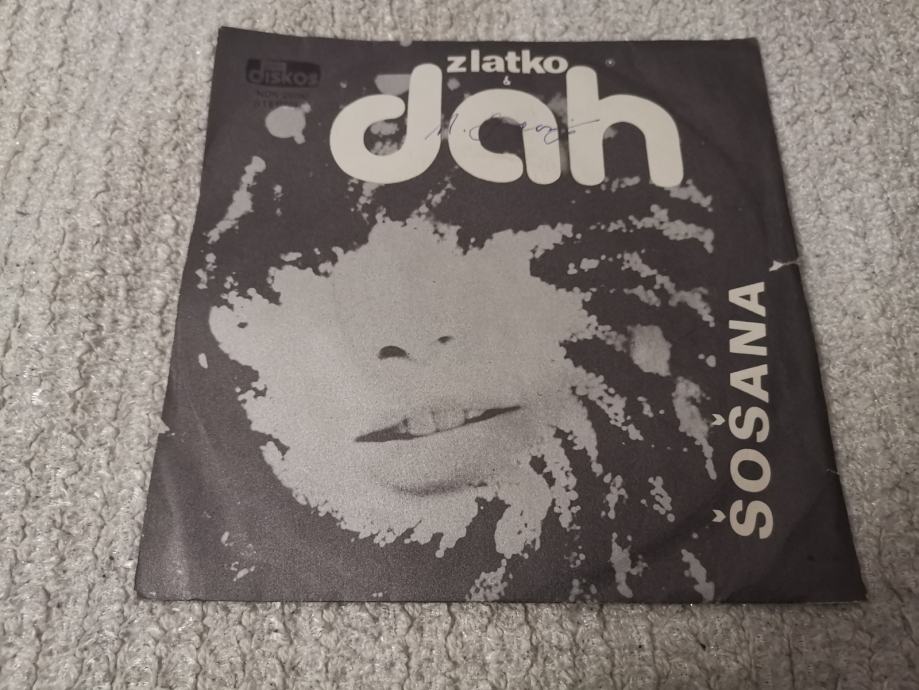 diskos
zlatko
&
dah
ŠOŠANA